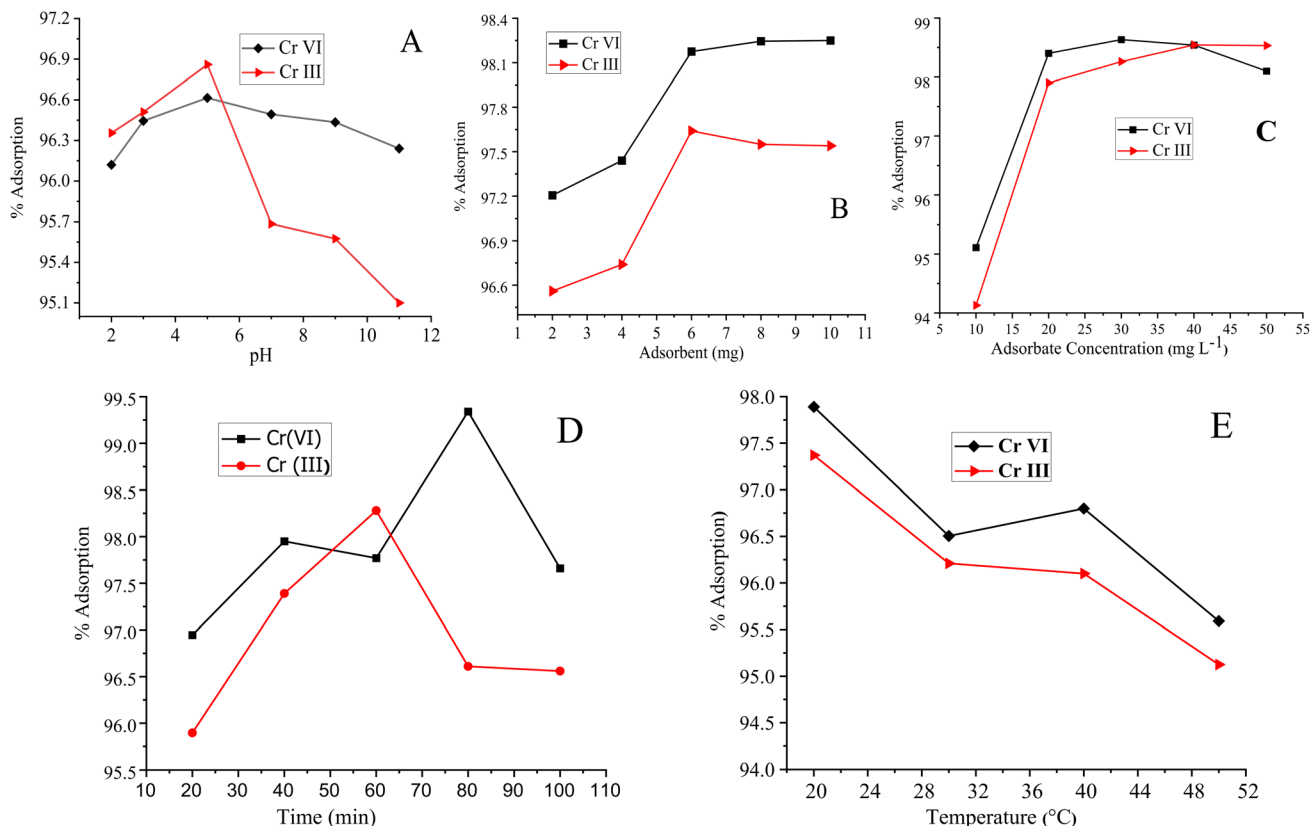 A
Cr VI
Cr III
97.2
96.9
96.6
96.3
96.0
95.7
95.4
95.1
% Adsorption
2 4 6 8 10 12
pH
B
Cr VI
Cr III
98.4
98.1
97.8
97.5
97.2
96.9
96.6
% Adsorption
1 2 3 4 5 6 7 8 9 10 11
Adsorbent (mg)
C
Cr VI
Cr III
99
98
97
96
95
94
% Adsorption
5 10 15 20 25 30 35 40 45 50 55
Adsorbate Concentration (mg L⁻¹)
D
Cr(VI)
Cr (III)
99.5
99.0
98.5
98.0
97.5
97.0
96.5
96.0
95.5
% Adsorption
10 20 30 40 50 60 70 80 90 100 110
Time (min)
E
Cr VI
Cr III
98.0
97.5
97.0
96.5
96.0
95.5
95.0
94.5
94.0
% Adsorption)
20 24 28 32 36 40 44 48 52
Temperature (°C)